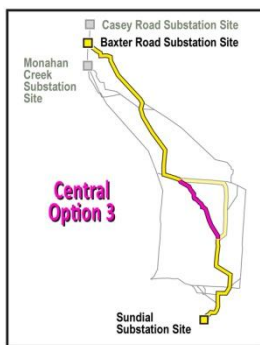 Casey Road Substation Site
Baxter Road Substation Site
Monahan
Creek
Substation
Site
Central
Option 3
Sundial
Substation Site